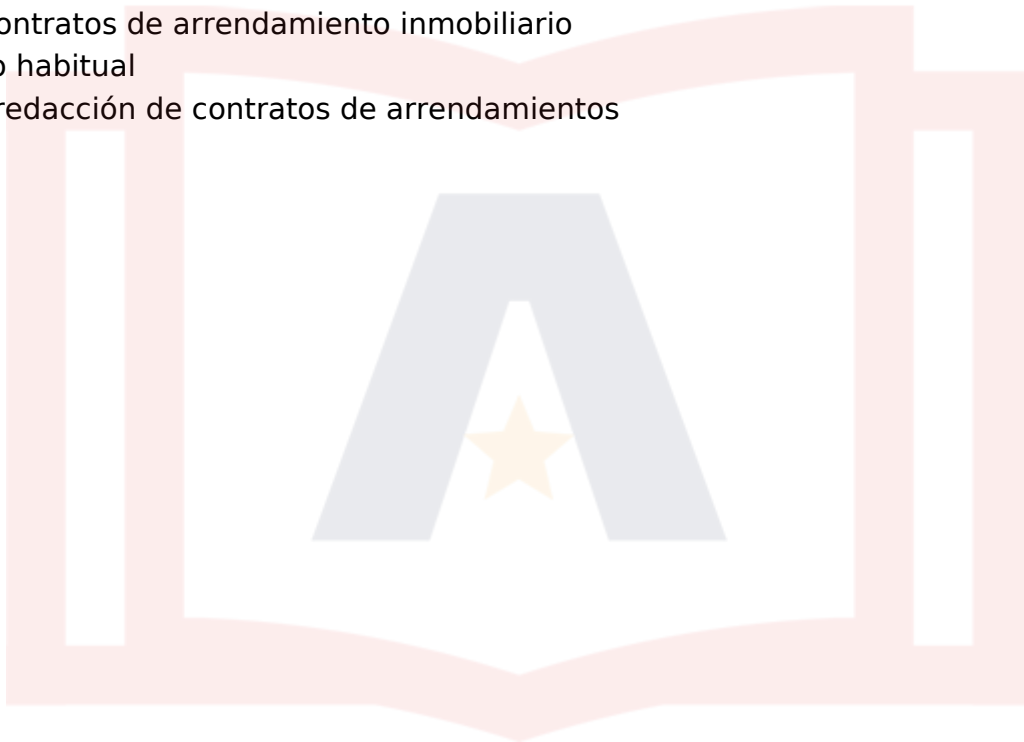 ontratos de arrendamiento inmobiliario
o habitual
redacción de contratos de arrendamientos